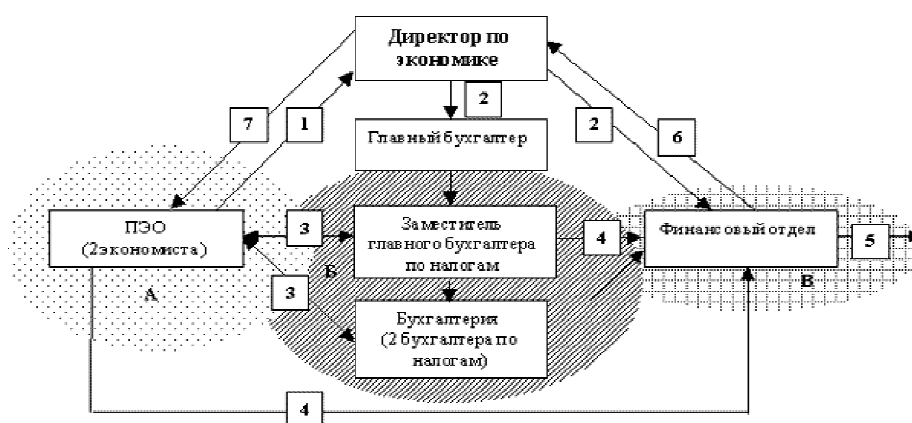 Директор по
экономике
2
7
1
2
6
Главный бухгалтер
ПЭО
(2экономиста)
3
Заместитель
главного бухгалтера
по налогам
4
Финансовый отдел
5
А
Б
3
В
Бухгалтерия
(2 бухгалтера по
налогам)
4